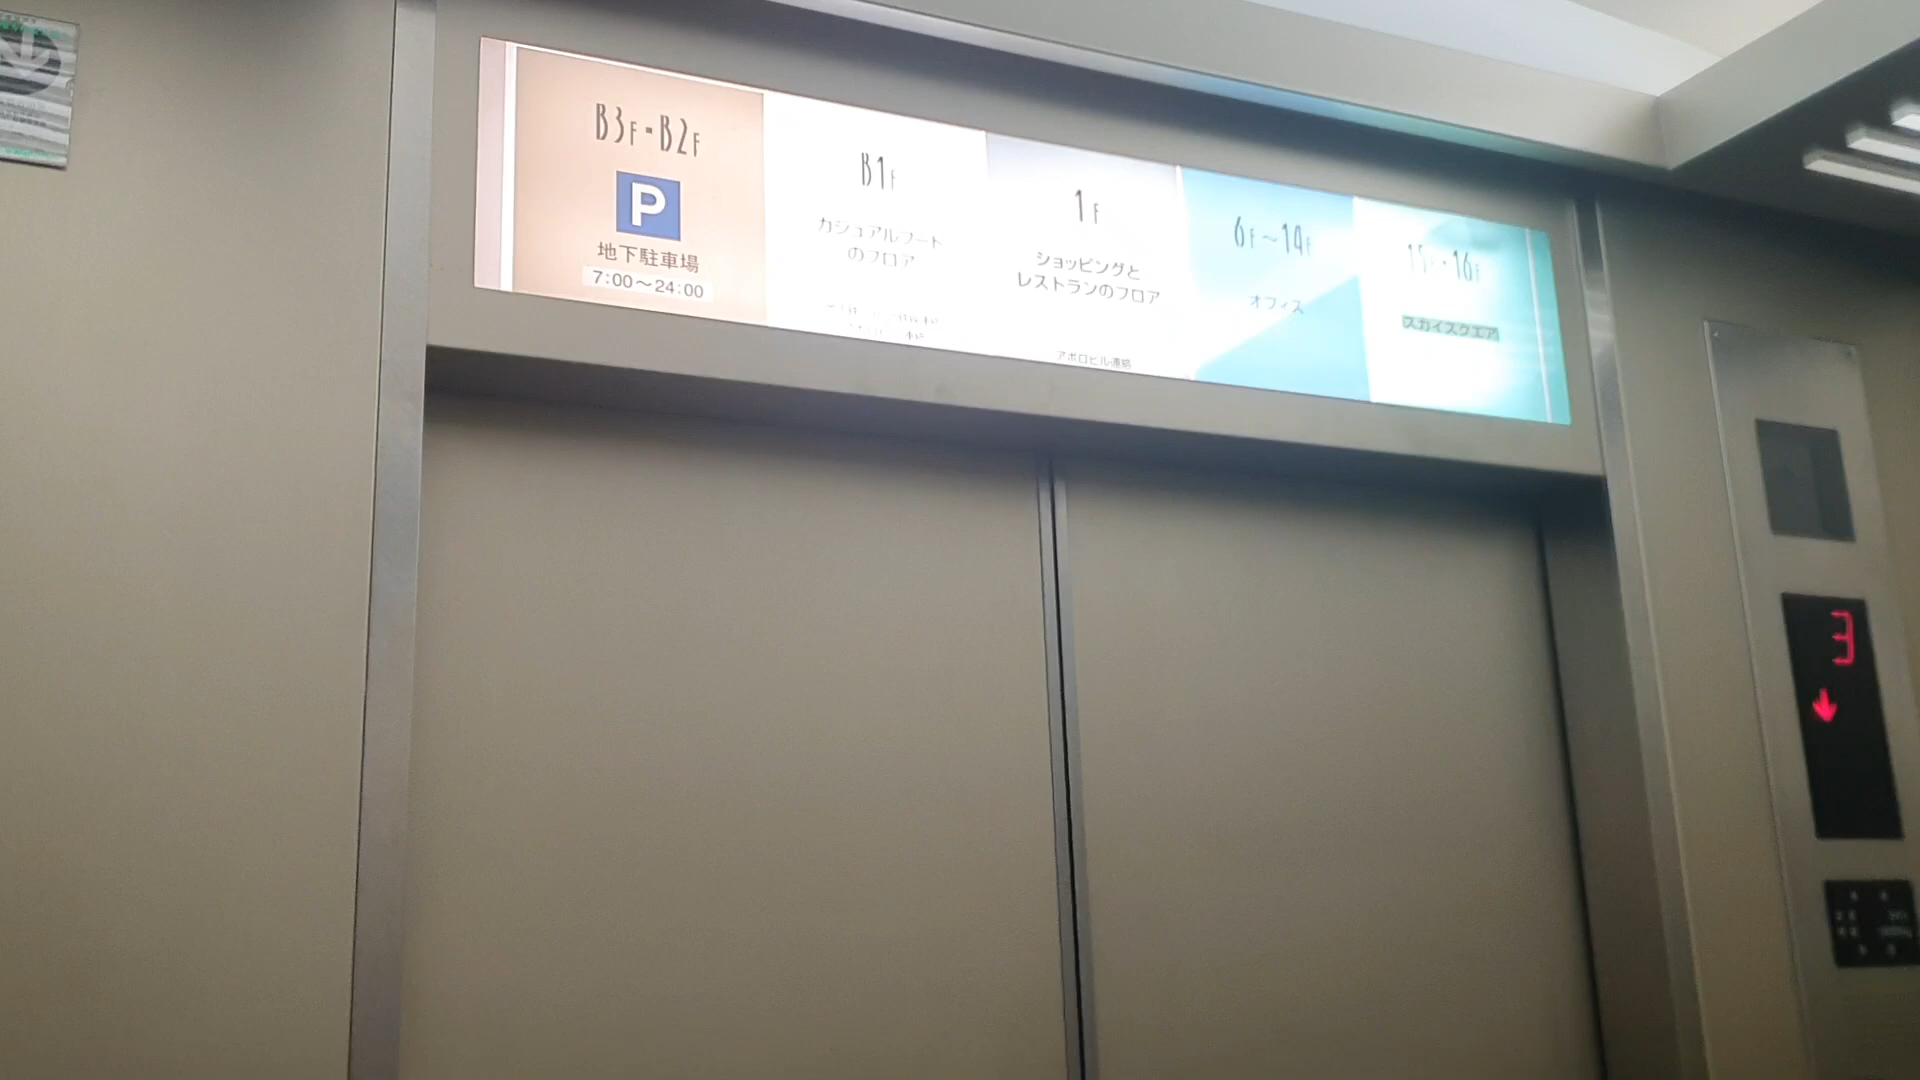 B3F・B2F
P
地下駐車場
7:00〜24:00
B1F
カジュアルフード
のフロア
1F
ショッピングと
レストランのフロア
アポロビル連絡
6F〜14F
オフィス
15F・16F
スカイスクエア
3